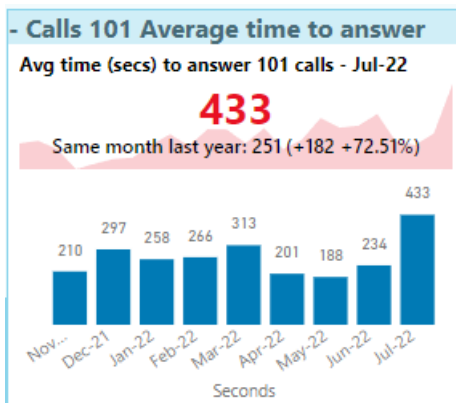 - Calls 101 Average time to answer
Avg time (secs) to answer 101 calls - Jul-22
433
Same month last year: 251 (+182 +72.51%)
210
297
258
266
313
201
188
234
433
Nov...
Dec-21
Jan-22
Feb-22
Mar-22
Apr-22
May-22
Jun-22
Jul-22
Seconds